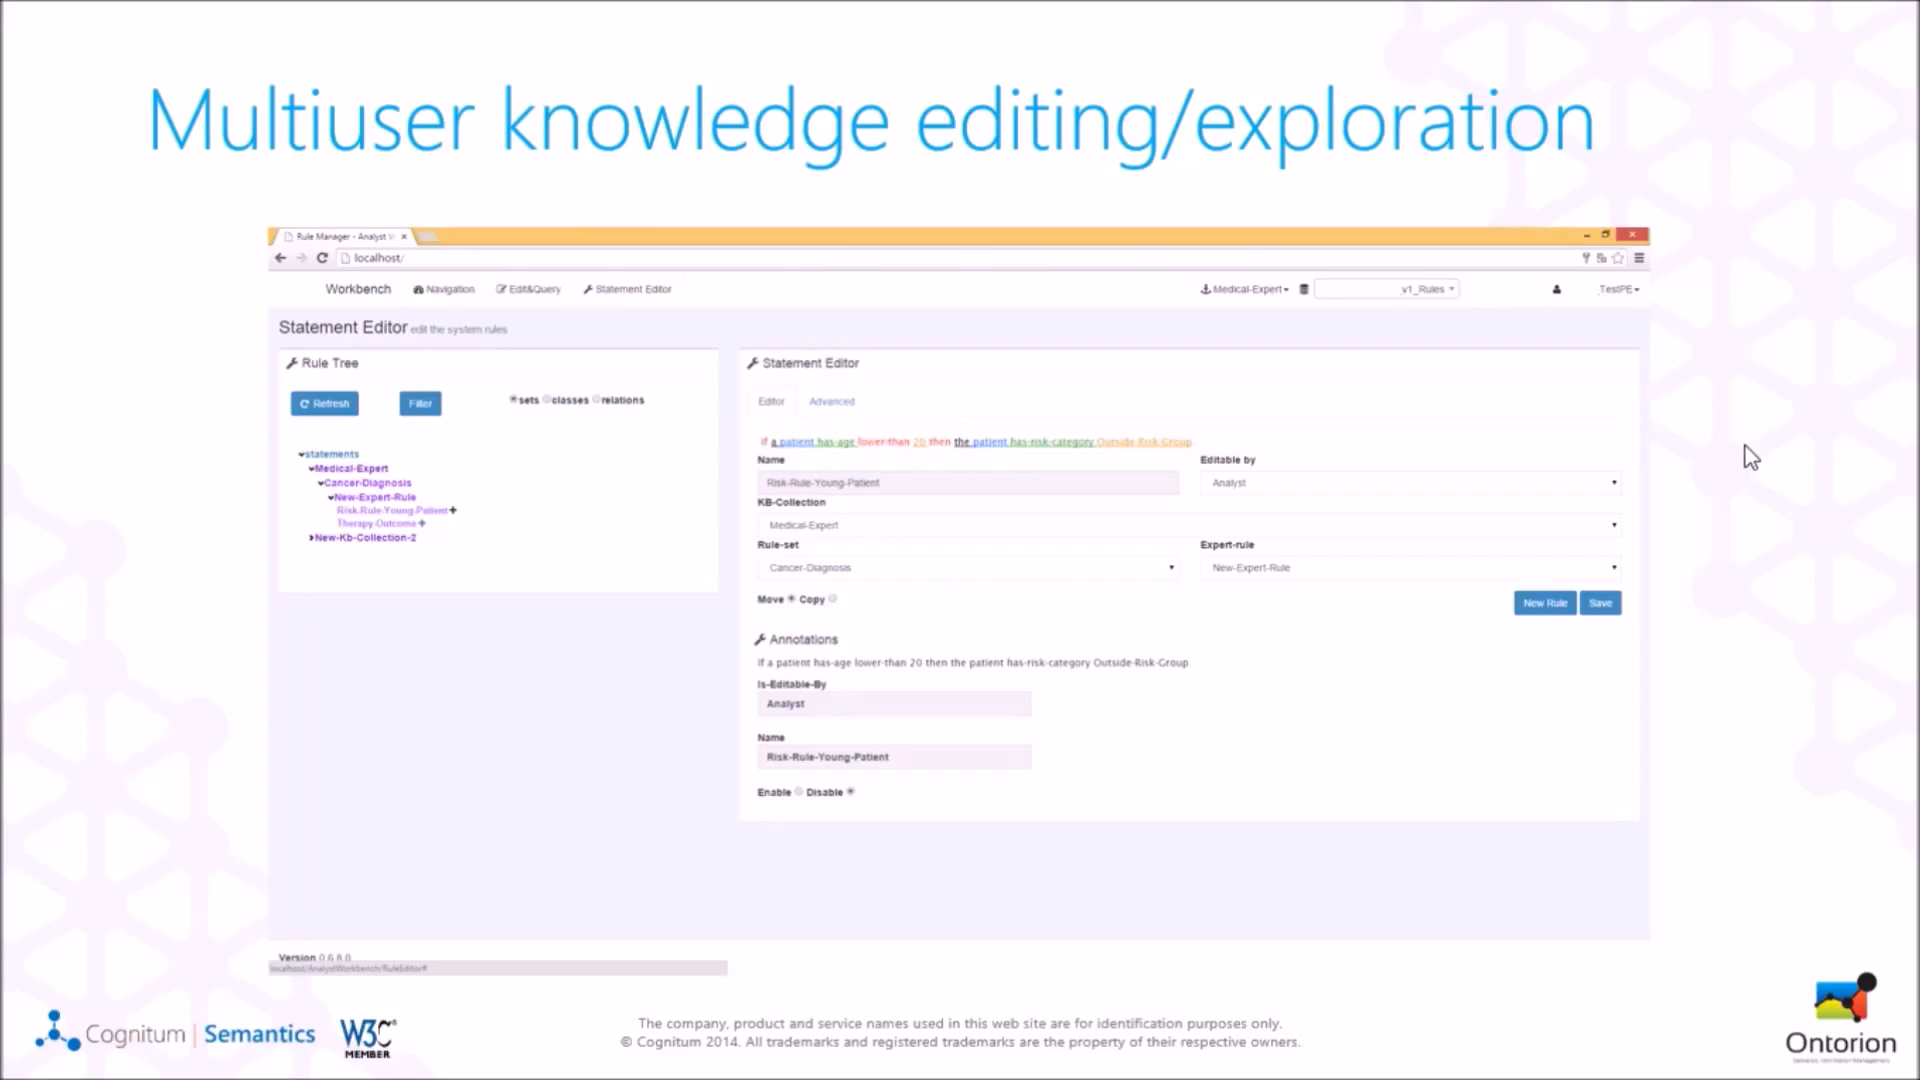 Multiuser knowledge editing/exploration
Rule Manager - Analyst
localhost/
Workbench Navigation Edit&Query Statement Editor Medical-Expert v1_Rules TestPE
Statement Editor edit the system rules
Rule Tree
Refresh Filter sets classes relations
statements
Medical-Expert
Cancer-Diagnosis
New-Expert-Rule
Risk-Rule-Young-Patient
Therapy-Outcome
New-Kb-Collection-2
Statement Editor
Editor Advanced
If a patient has-age lower-than 20 then the patient has-risk-category Outside-Risk-Group.
Name Editable by
Risk-Rule-Young-Patient Analyst
KB-Collection
Medical-Expert
Rule-set Expert-rule
Cancer-Diagnosis New-Expert-Rule
Move Copy
New Rule Save
Annotations
If a patient has-age lower-than 20 then the patient has-risk-category Outside-Risk-Group.
Is-Editable-By
Analyst
Name
Risk-Rule-Young-Patient
Enable Disable
Version 0.6.8.0
localhost/AnalystWorkbench/RuleEditor#
Cognitum | Semantics
W3C®
MEMBER
The company, product and service names used in this web site are for identification purposes only.
© Cognitum 2014. All trademarks and registered trademarks are the property of their respective owners.
Ontorion